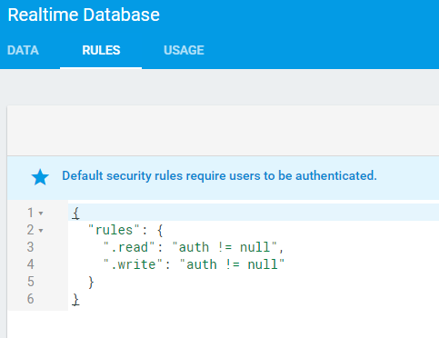 Realtime Database
DATA RULES USAGE
Default security rules require users to be authenticated.
1 {
2 "rules": {
3 ".read": "auth != null",
4 ".write": "auth != null"
5 }
6 }